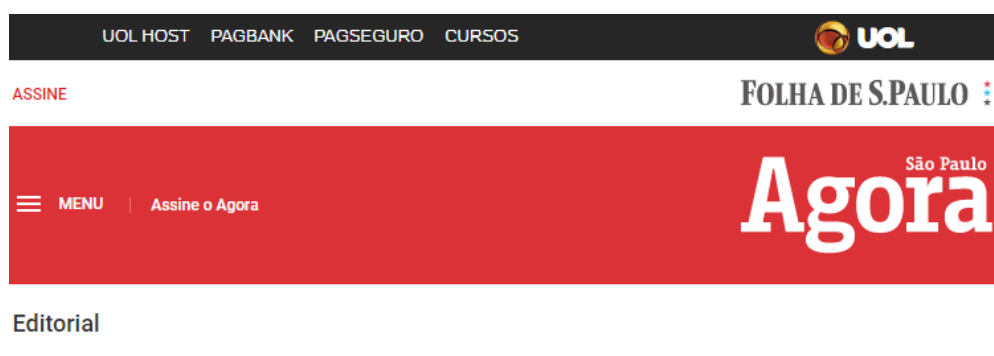 UOL HOST PAGBANK PAGSEGURO CURSOS UOL
ASSINE FOLHA DE S.PAULO
MENU | Assine o Agora Agora São Paulo
Editorial